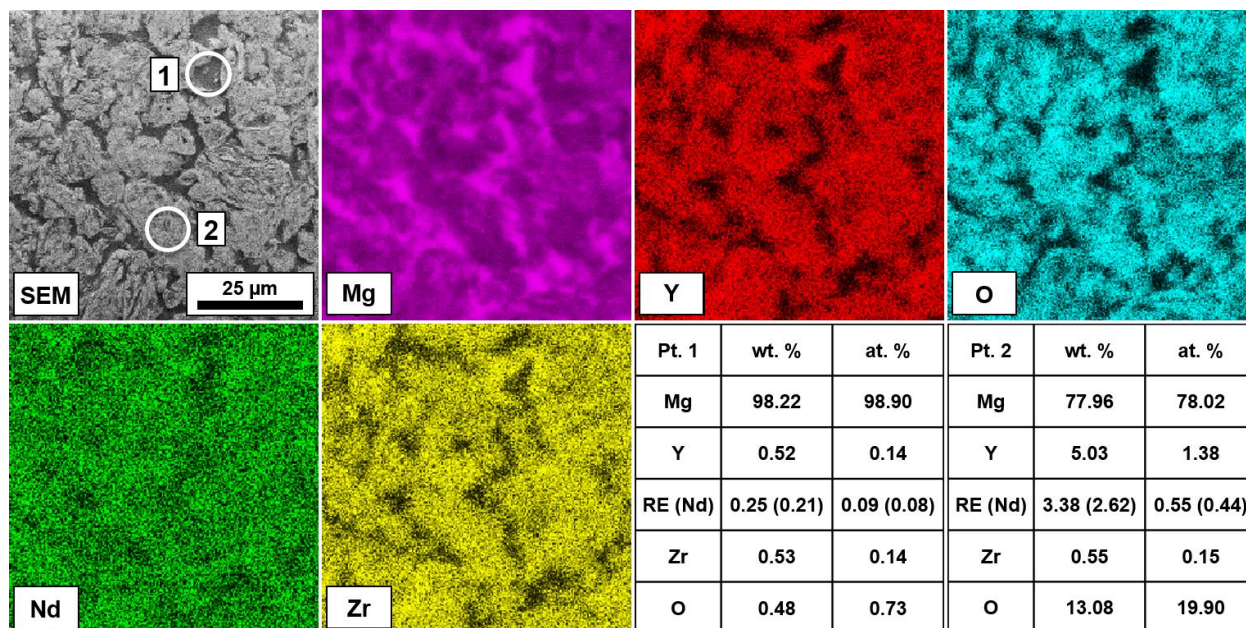 1
2
SEM
25 µm
Mg
Y
O
Nd
Zr
Pt. 1 wt. % at. %
Mg 98.22 98.90
Y 0.52 0.14
RE (Nd) 0.25 (0.21) 0.09 (0.08)
Zr 0.53 0.14
O 0.48 0.73
Pt. 2 wt. % at. %
Mg 77.96 78.02
Y 5.03 1.38
RE (Nd) 3.38 (2.62) 0.55 (0.44)
Zr 0.55 0.15
O 13.08 19.90